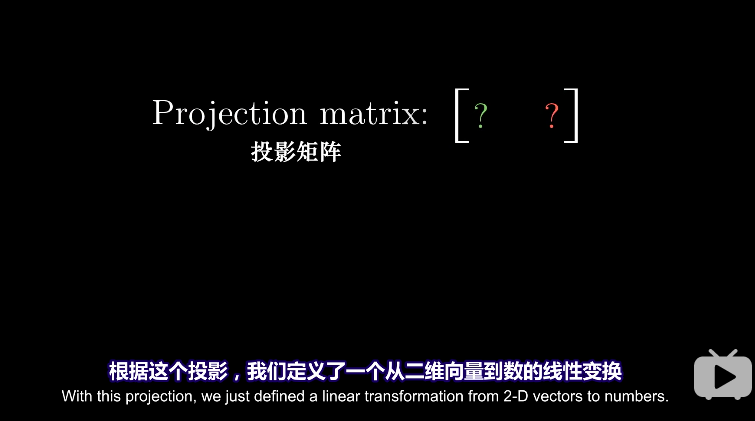 Projection matrix: [? ?]
投影矩阵
根据这个投影，我们定义了一个从二维向量到数的线性变换
With this projection, we just defined a linear transformation from 2-D vectors to numbers.